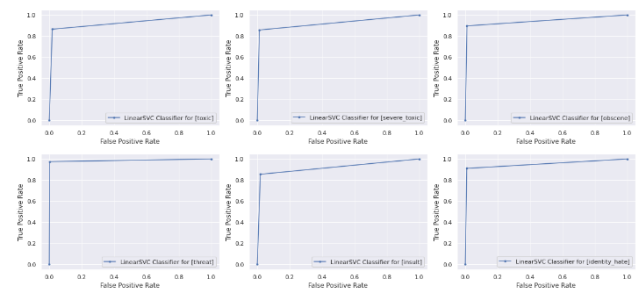 True Positive Rate
1.0
0.8
0.6
0.4
0.2
0.0
LinearSVC Classifier for [toxic]
0.0 0.2 0.4 0.6 0.8 1.0
False Positive Rate
True Positive Rate
1.0
0.8
0.6
0.4
0.2
0.0
LinearSVC Classifier for [severe_toxic]
0.0 0.2 0.4 0.6 0.8 1.0
False Positive Rate
True Positive Rate
1.0
0.8
0.6
0.4
0.2
0.0
LinearSVC Classifier for [obscene]
0.0 0.2 0.4 0.6 0.8 1.0
False Positive Rate
True Positive Rate
1.0
0.8
0.6
0.4
0.2
0.0
LinearSVC Classifier for [threat]
0.0 0.2 0.4 0.6 0.8 1.0
False Positive Rate
True Positive Rate
1.0
0.8
0.6
0.4
0.2
0.0
LinearSVC Classifier for [insult]
0.0 0.2 0.4 0.6 0.8 1.0
False Positive Rate
True Positive Rate
1.0
0.8
0.6
0.4
0.2
0.0
LinearSVC Classifier for [identity_hate]
0.0 0.2 0.4 0.6 0.8 1.0
False Positive Rate